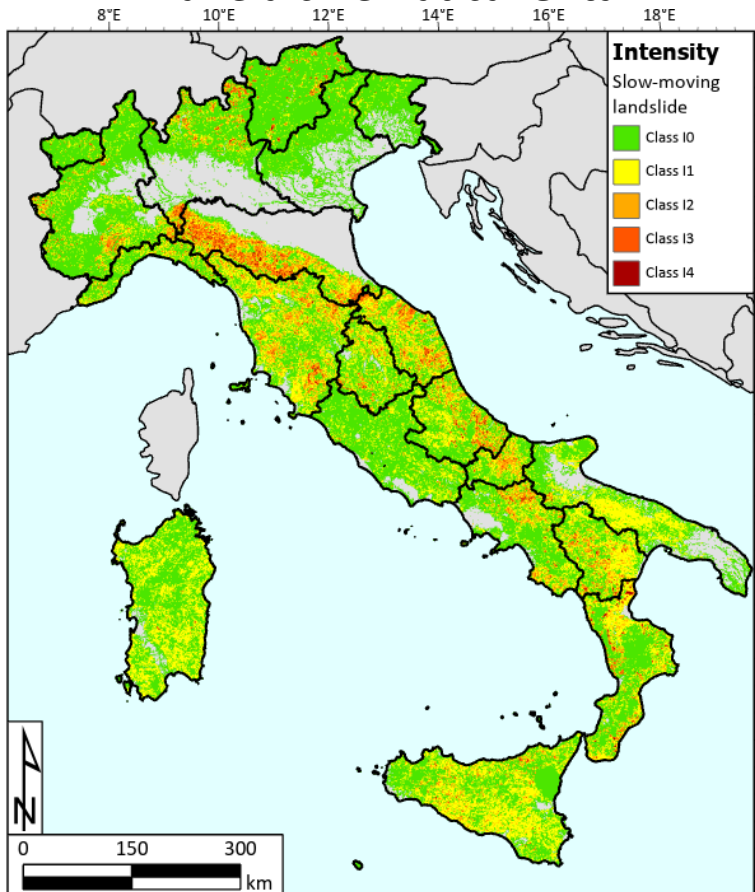 8°E 10°E 12°E 14°E 16°E 18°E
Intensity
Slow-moving
landslide
Class I0
Class I1
Class I2
Class I3
Class I4
N
0 150 300
km